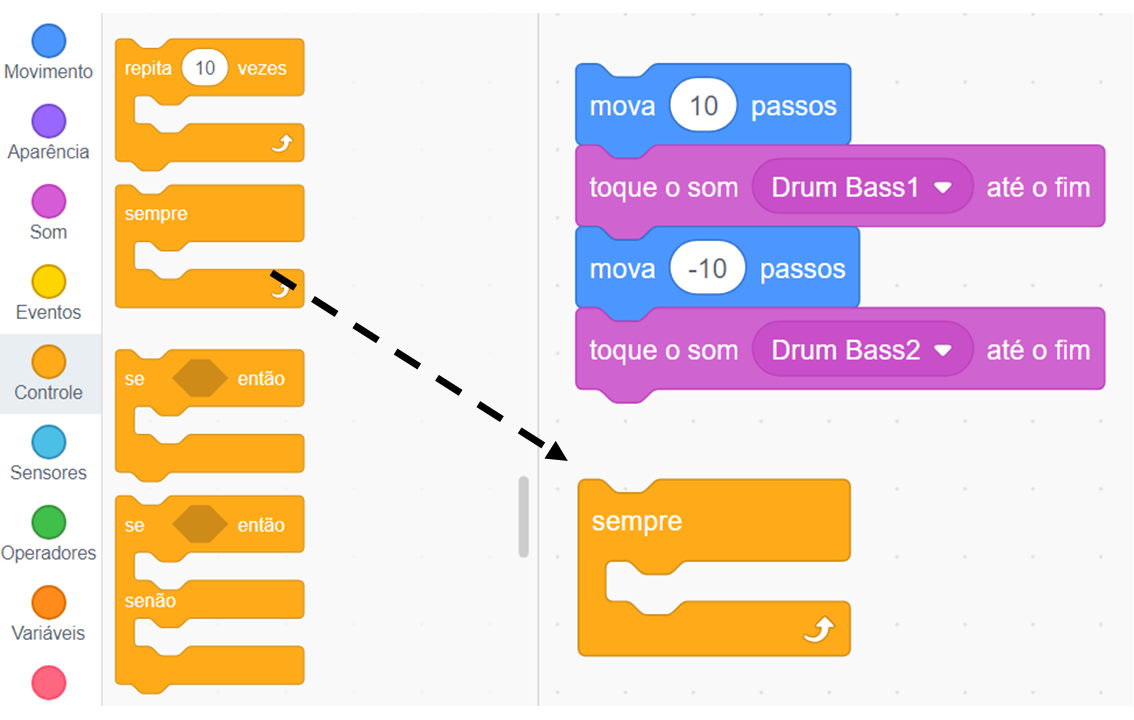 Movimento
Aparência
Som
Eventos
Controle
Sensores
Operadores
Variáveis
repita 10 vezes
sempre
se então
se então
senão
mova 10 passos
toque o som Drum Bass1 até o fim
mova -10 passos
toque o som Drum Bass2 até o fim
sempre